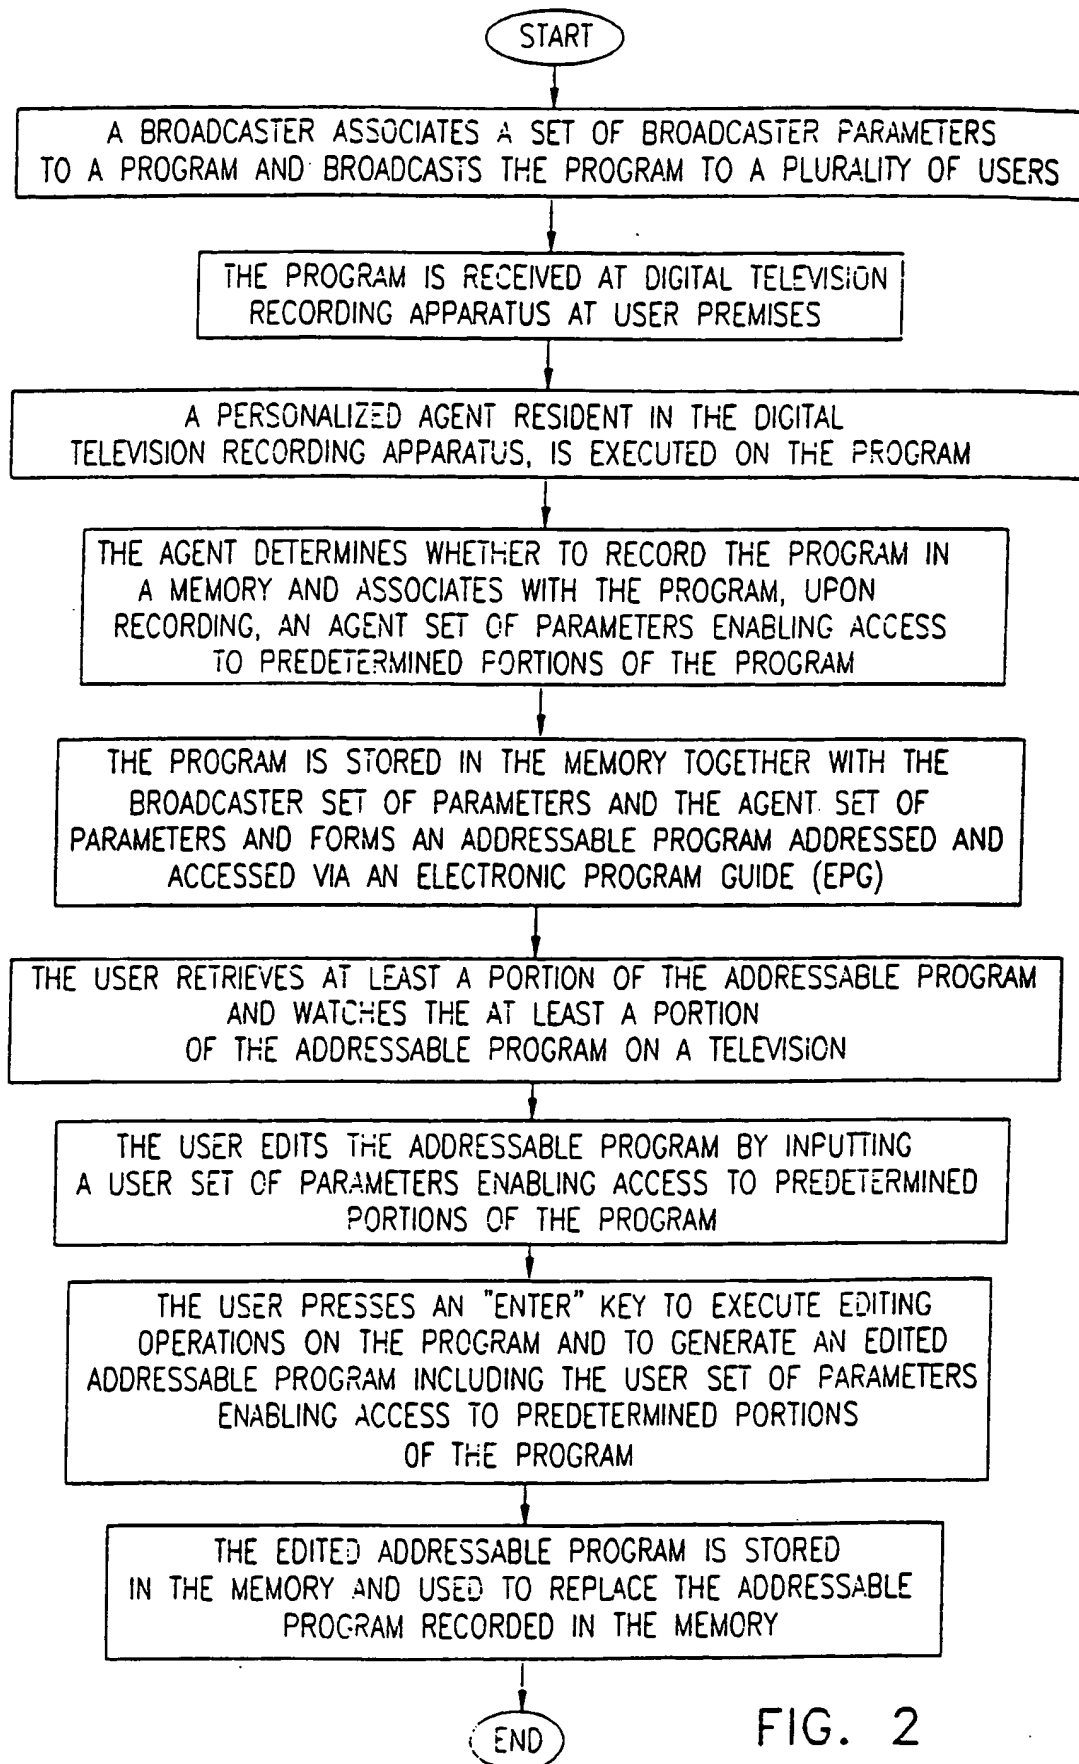 START
A BROADCASTER ASSOCIATES A SET OF BROADCASTER PARAMETERS
TO A PROGRAM AND BROADCASTS THE PROGRAM TO A PLURALITY OF USERS
THE PROGRAM IS RECEIVED AT DIGITAL TELEVISION
RECORDING APPARATUS AT USER PREMISES
A PERSONALIZED AGENT RESIDENT IN THE DIGITAL
TELEVISION RECORDING APPARATUS, IS EXECUTED ON THE PROGRAM
THE AGENT DETERMINES WHETHER TO RECORD THE PROGRAM IN
A MEMORY AND ASSOCIATES WITH THE PROGRAM, UPON
RECORDING, AN AGENT SET OF PARAMETERS ENABLING ACCESS
TO PREDETERMINED PORTIONS OF THE PROGRAM
THE PROGRAM IS STORED IN THE MEMORY TOGETHER WITH THE
BROADCASTER SET OF PARAMETERS AND THE AGENT SET OF
PARAMETERS AND FORMS AN ADDRESSABLE PROGRAM ADDRESSED AND
ACCESSED VIA AN ELECTRONIC PROGRAM GUIDE (EPG)
THE USER RETRIEVES AT LEAST A PORTION OF THE ADDRESSABLE PROGRAM
AND WATCHES THE AT LEAST A PORTION
OF THE ADDRESSABLE PROGRAM ON A TELEVISION
THE USER EDITS THE ADDRESSABLE PROGRAM BY INPUTTING
A USER SET OF PARAMETERS ENABLING ACCESS TO PREDETERMINED
PORTIONS OF THE PROGRAM
THE USER PRESSES AN "ENTER" KEY TO EXECUTE EDITING
OPERATIONS ON THE PROGRAM AND TO GENERATE AN EDITED
ADDRESSABLE PROGRAM INCLUDING THE USER SET OF PARAMETERS
ENABLING ACCESS TO PREDETERMINED PORTIONS
OF THE PROGRAM
THE EDITED ADDRESSABLE PROGRAM IS STORED
IN THE MEMORY AND USED TO REPLACE THE ADDRESSABLE
PROGRAM RECORDED IN THE MEMORY
END
FIG. 2